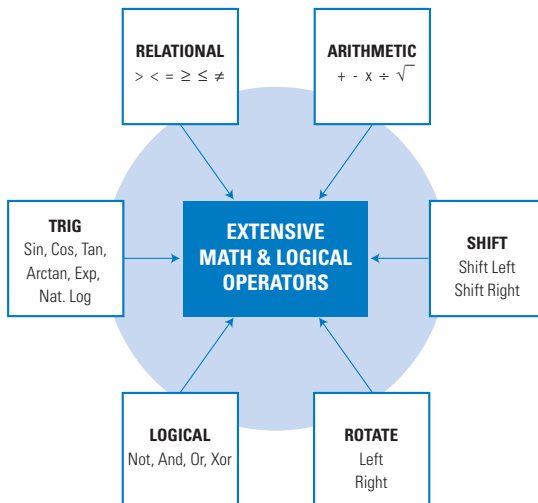 RELATIONAL
> < = ≥ ≤ ≠
ARITHMETIC
+ - x ÷ √
TRIG
Sin, Cos, Tan,
Arctan, Exp,
Nat. Log
EXTENSIVE
MATH & LOGICAL
OPERATORS
SHIFT
Shift Left
Shift Right
LOGICAL
Not, And, Or, Xor
ROTATE
Left
Right